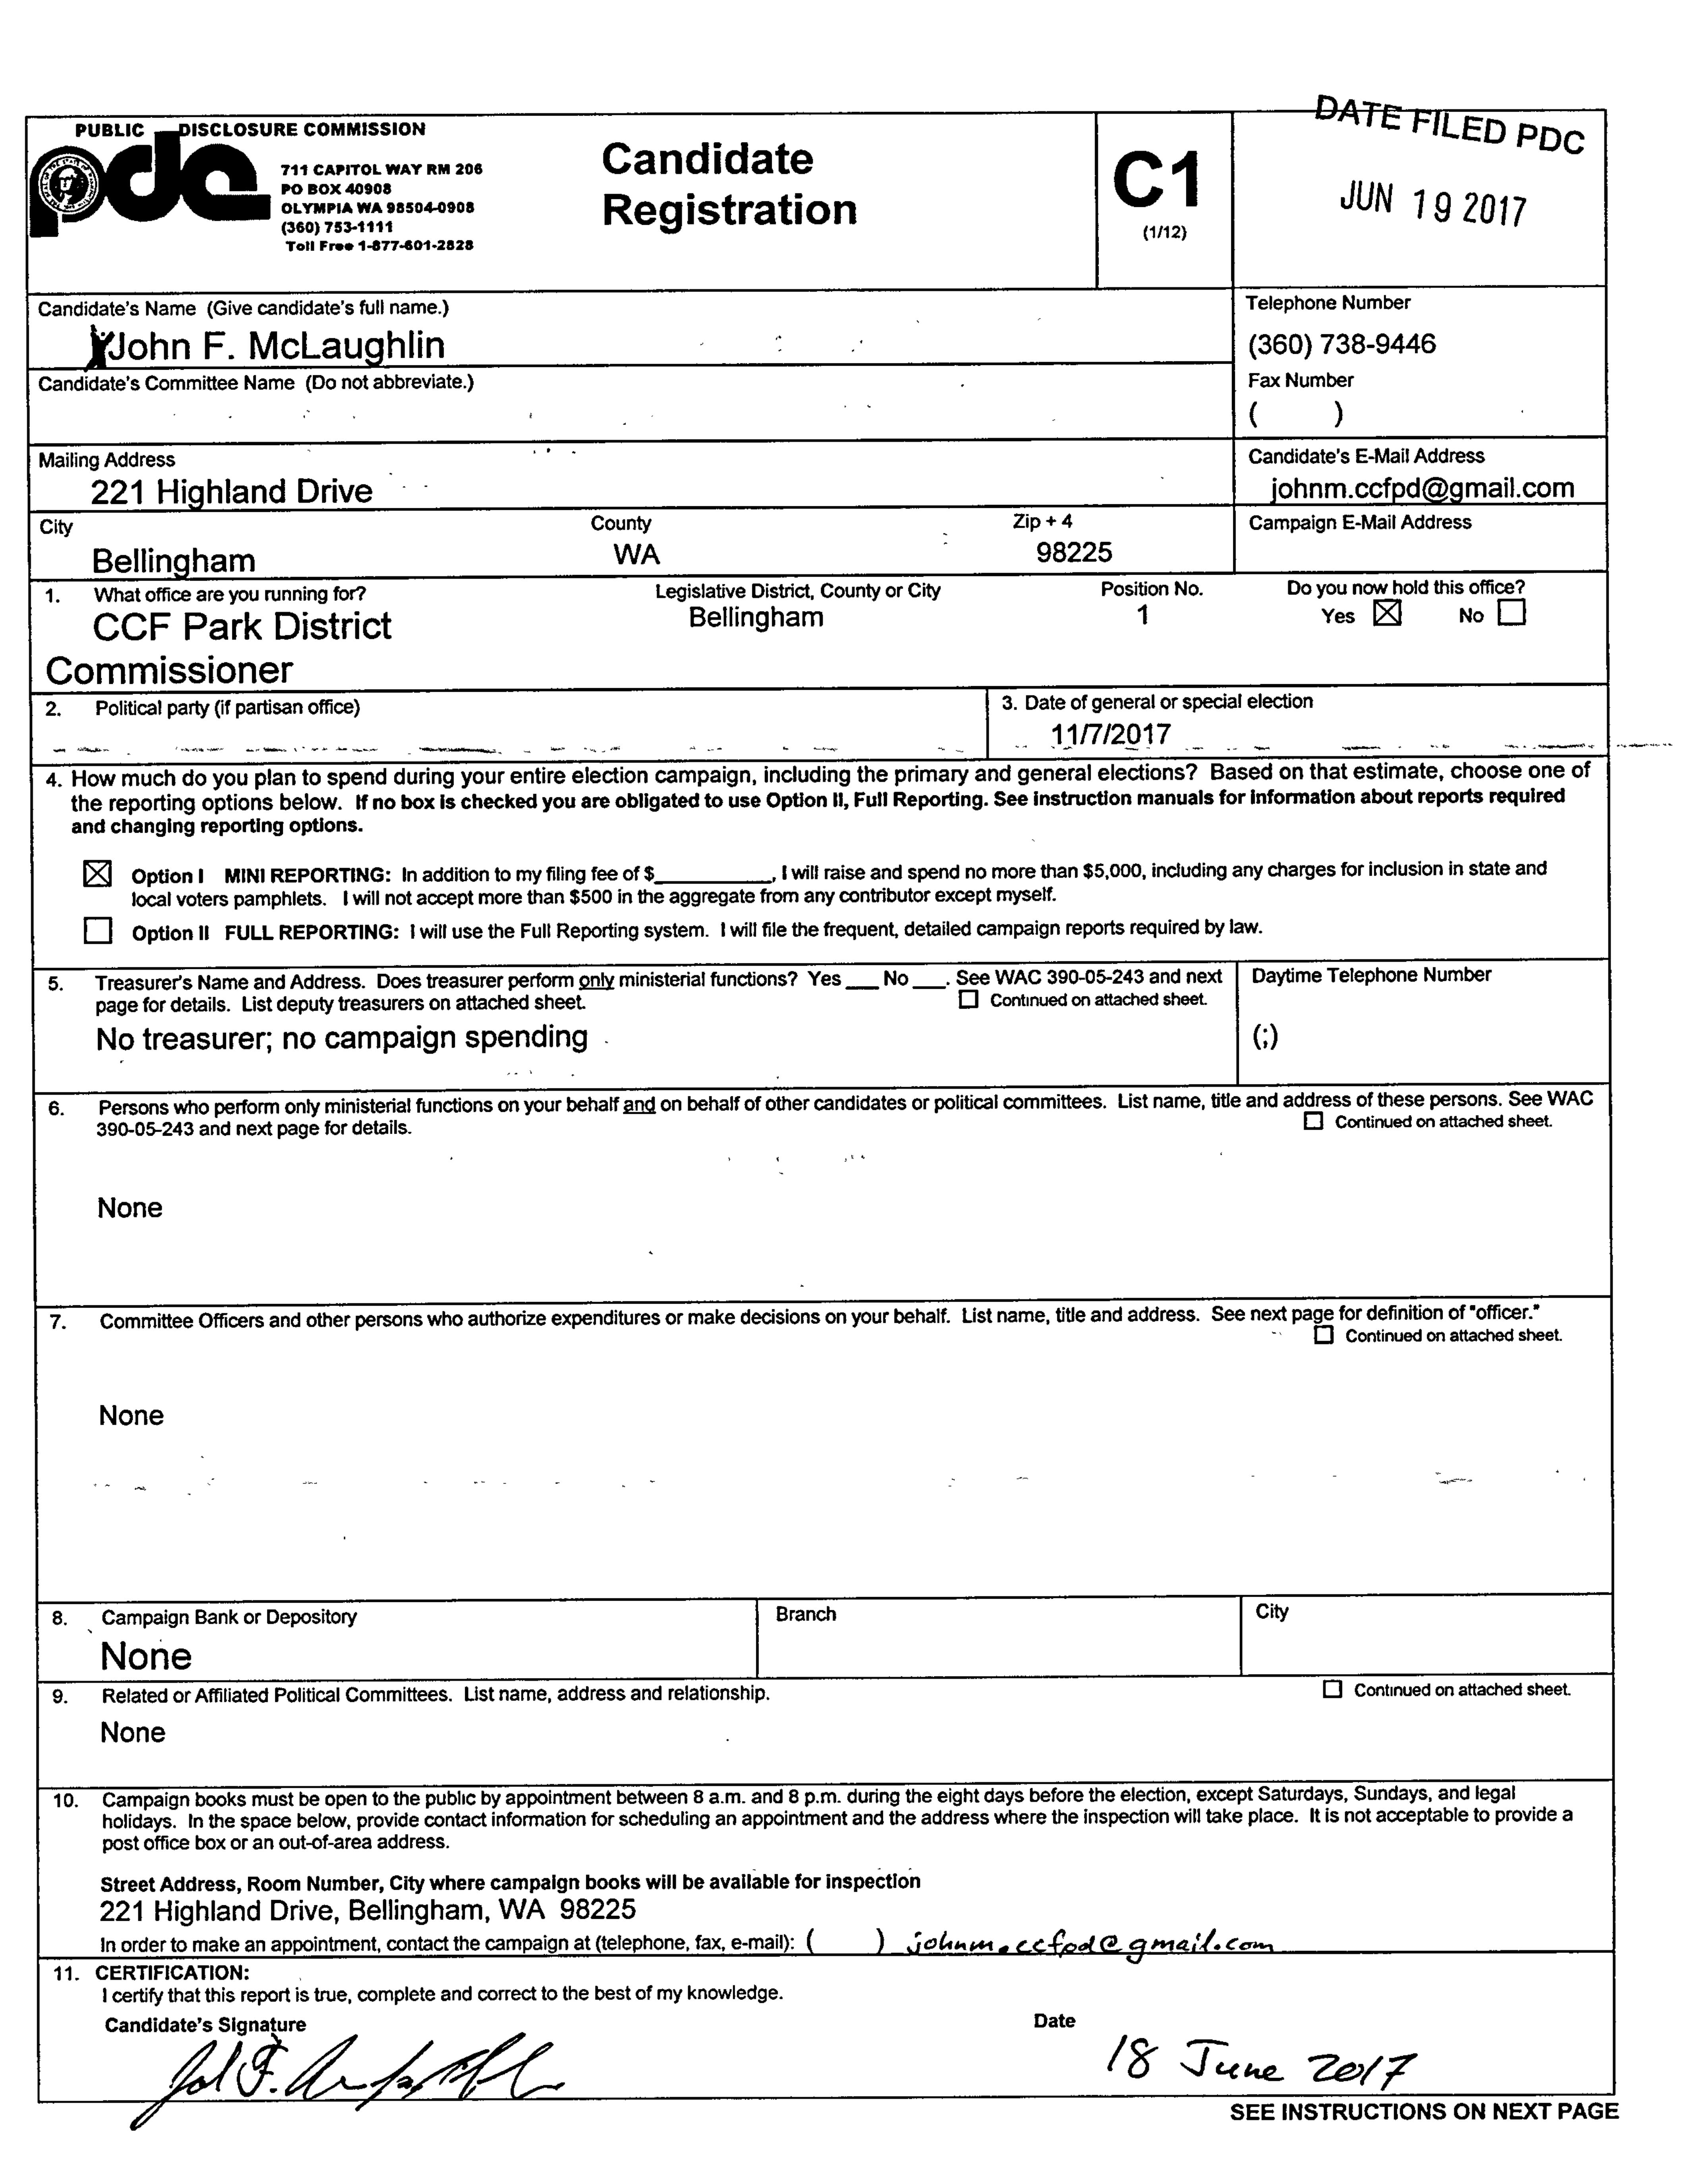 PUBLIC DISCLOSURE COMMISSION
pdc
711 CAPITOL WAY RM 206
PO BOX 40908
OLYMPIA WA 98504-0908
(360) 753-1111
Toll Free 1-877-601-2828
Candidate
Registration
C1
(1/12)
DATE FILED PDC
JUN 19 2017
Candidate's Name (Give candidate's full name.)
John F. McLaughlin
Telephone Number
(360) 738-9446
Candidate's Committee Name (Do not abbreviate.)
Fax Number
( )
Mailing Address
221 Highland Drive
Candidate's E-Mail Address
johnm.ccfpd@gmail.com
City County Zip + 4
Bellingham WA 98225
Campaign E-Mail Address
1. What office are you running for? Legislative District, County or City Position No. Do you now hold this office?
CCF Park District Bellingham 1 Yes ☒ No ☐
Commissioner
2. Political party (if partisan office)
3. Date of general or special election
11/7/2017
4. How much do you plan to spend during your entire election campaign, including the primary and general elections? Based on that estimate, choose one of
the reporting options below. If no box is checked you are obligated to use Option II, Full Reporting. See instruction manuals for information about reports required
and changing reporting options.
☒ Option I MINI REPORTING: In addition to my filing fee of $__________, I will raise and spend no more than $5,000, including any charges for inclusion in state and
local voters pamphlets. I will not accept more than $500 in the aggregate from any contributor except myself.
☐ Option II FULL REPORTING: I will use the Full Reporting system. I will file the frequent, detailed campaign reports required by law.
5. Treasurer's Name and Address. Does treasurer perform only ministerial functions? Yes ___ No ___. See WAC 390-05-243 and next
page for details. List deputy treasurers on attached sheet. ☐ Continued on attached sheet.
No treasurer; no campaign spending
Daytime Telephone Number
(;)
6. Persons who perform only ministerial functions on your behalf and on behalf of other candidates or political committees. List name, title and address of these persons. See WAC
390-05-243 and next page for details. ☐ Continued on attached sheet.
None
7. Committee Officers and other persons who authorize expenditures or make decisions on your behalf. List name, title and address. See next page for definition of "officer."
☐ Continued on attached sheet.
None
8. Campaign Bank or Depository
None
Branch
City
9. Related or Affiliated Political Committees. List name, address and relationship. ☐ Continued on attached sheet.
None
10. Campaign books must be open to the public by appointment between 8 a.m. and 8 p.m. during the eight days before the election, except Saturdays, Sundays, and legal
holidays. In the space below, provide contact information for scheduling an appointment and the address where the inspection will take place. It is not acceptable to provide a
post office box or an out-of-area address.
Street Address, Room Number, City where campaign books will be available for inspection
221 Highland Drive, Bellingham, WA 98225
In order to make an appointment, contact the campaign at (telephone, fax, e-mail): ( ) johnm.ccfpd@gmail.com
11. CERTIFICATION:
I certify that this report is true, complete and correct to the best of my knowledge.
Candidate's Signature Date
18 June 2017
SEE INSTRUCTIONS ON NEXT PAGE